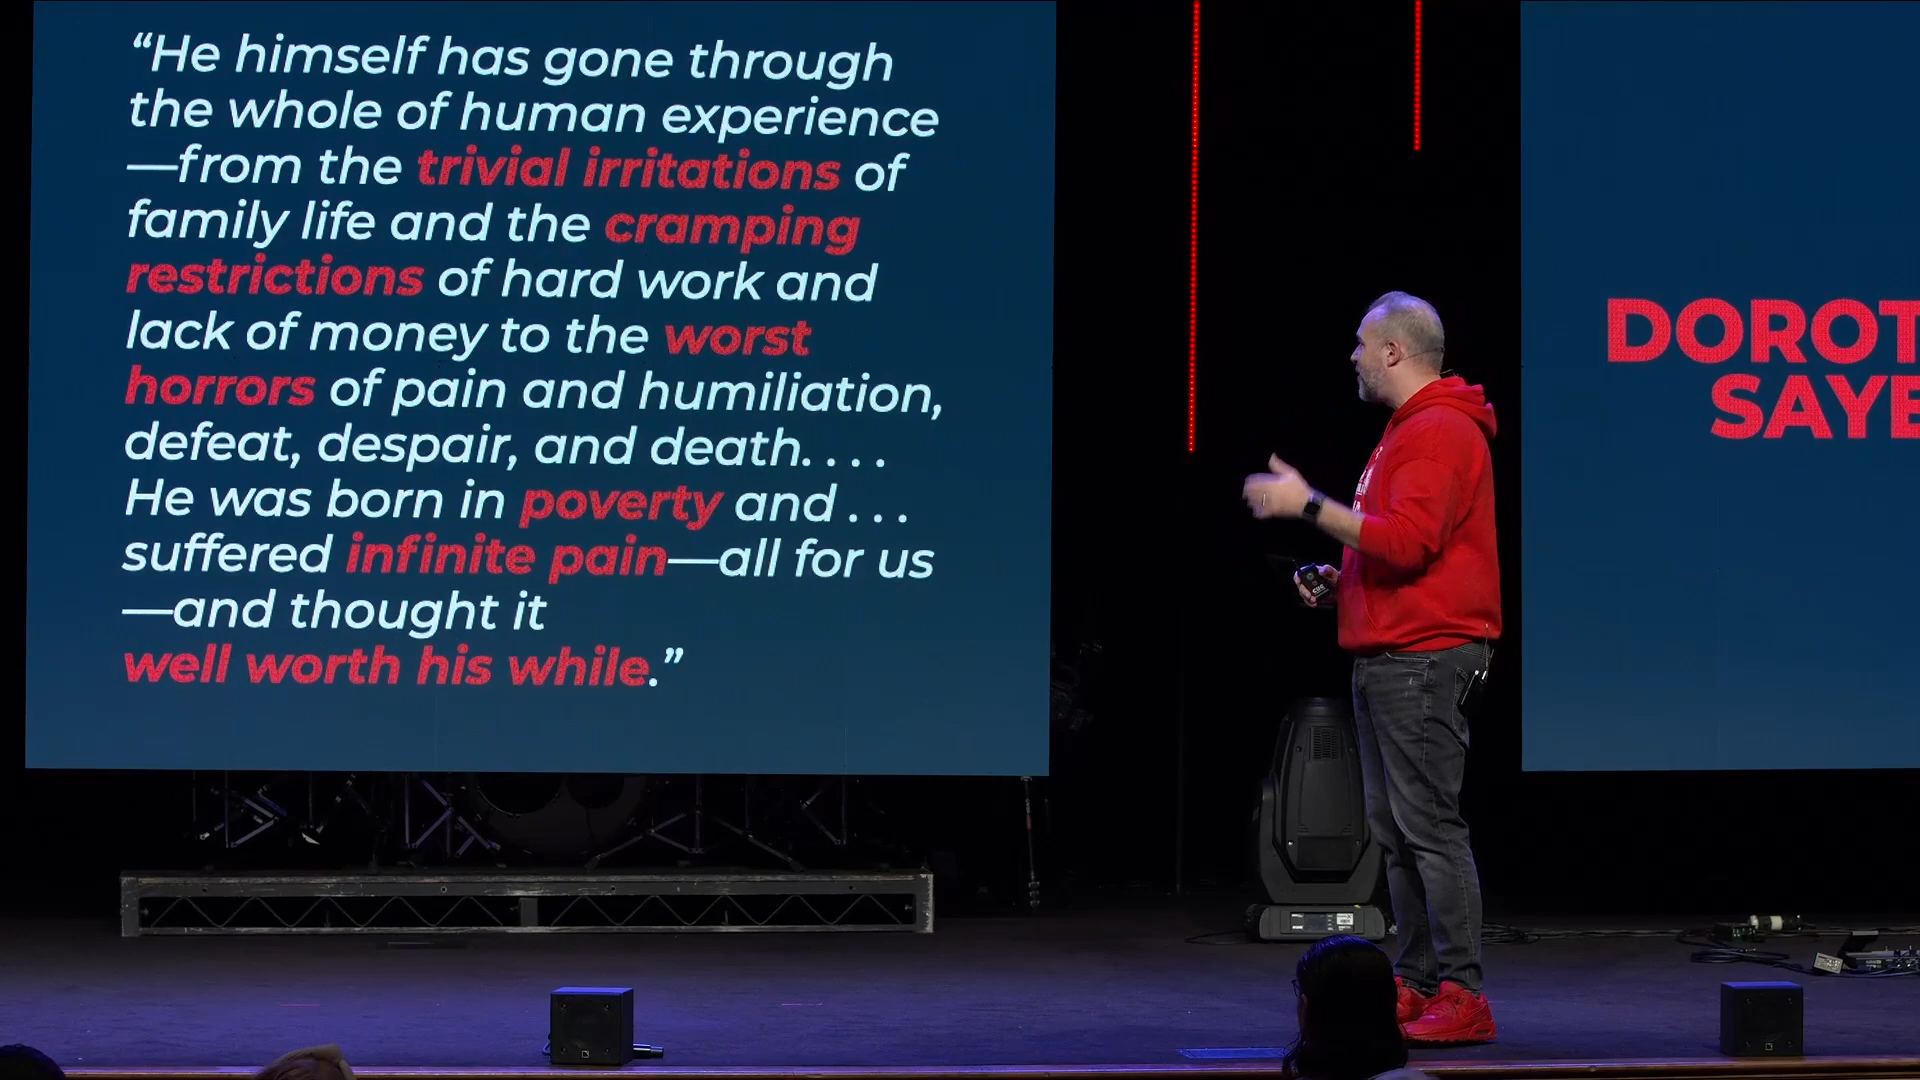 “He himself has gone through
the whole of human experience
—from the trivial irritations of
family life and the cramping
restrictions of hard work and
lack of money to the worst
horrors of pain and humiliation,
defeat, despair, and death. . . .
He was born in poverty and . . .
suffered infinite pain—all for us
—and thought it
well worth his while.”
DOROT
SAYE